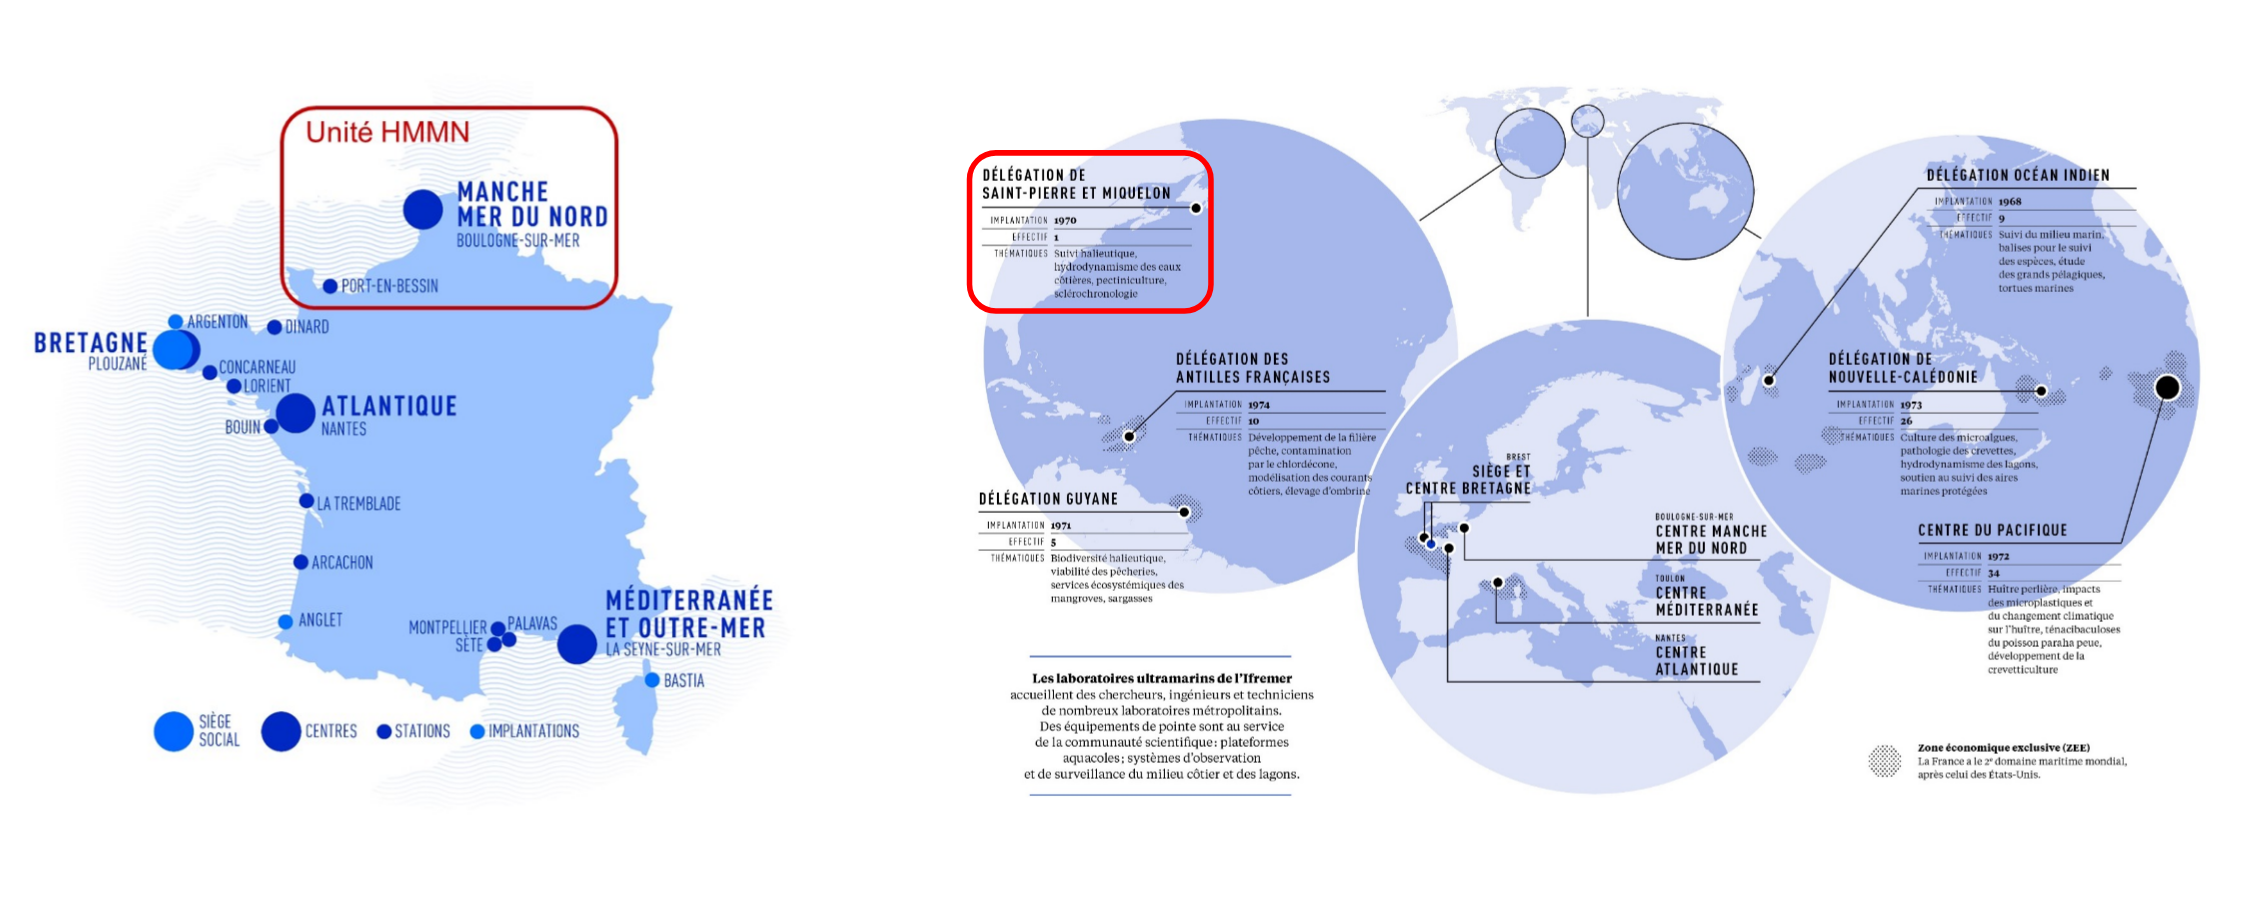 Unité HMMN
MANCHE
MER DU NORD
BOULOGNE-SUR-MER
PORT-EN-BESSIN
ARGENTON
DINARD
BRETAGNE
PLOUZANÉ
CONCARNEAU
LORIENT
ATLANTIQUE
NANTES
BOUIN
LA TREMBLADE
ARCACHON
ANGLET
MONTPELLIER
PALAVAS
SÈTE
MÉDITERRANÉE
ET OUTRE-MER
LA SEYNE-SUR-MER
BASTIA
SIÈGE
SOCIAL
CENTRES
STATIONS
IMPLANTATIONS
DÉLÉGATION DE
SAINT-PIERRE ET MIQUELON
IMPLANTATION 1970
EFFECTIF 1
THÉMATIQUES Suivi halieutique,
hydrodynamisme des eaux
côtières, pectiniculture,
sclérochronologie
DÉLÉGATION DES
ANTILLES FRANÇAISES
IMPLANTATION 1974
EFFECTIF 10
THÉMATIQUES Développement de la filière
pêche, contamination
par le chlordécone,
modélisation des courants
côtiers, élevage d'ombrine
DÉLÉGATION GUYANE
IMPLANTATION 1971
EFFECTIF 5
THÉMATIQUES Biodiversité halieutique,
viabilité des pêcheries,
services écosystémiques des
mangroves, sargasses
Les laboratoires ultramarins de l'Ifremer
accueillent des chercheurs, ingénieurs et techniciens
de nombreux laboratoires métropolitains.
Des équipements de pointe sont au service
de la communauté scientifique : plateformes
aquacoles ; systèmes d'observation
et de surveillance du milieu côtier et des lagons.
BREST
SIÈGE ET
CENTRE BRETAGNE
BOULOGNE-SUR-MER
CENTRE MANCHE
MER DU NORD
TOULON
CENTRE
MÉDITERRANÉE
NANTES
CENTRE
ATLANTIQUE
DÉLÉGATION OCÉAN INDIEN
IMPLANTATION 1968
EFFECTIF 9
THÉMATIQUES Suivi du milieu marin,
balises pour le suivi
des espèces, étude
des grands pélagiques,
tortues marines
DÉLÉGATION DE
NOUVELLE-CALÉDONIE
IMPLANTATION 1973
EFFECTIF 26
THÉMATIQUES Culture des microalgues,
pathologie des crevettes,
hydrodynamisme des lagons,
soutien au suivi des aires
marines protégées
CENTRE DU PACIFIQUE
IMPLANTATION 1972
EFFECTIF 34
THÉMATIQUES Huître perlière, impacts
des microplastiques et
du changement climatique
sur l'huître, ténacibaculoses
du poisson paraha peue,
développement de la
crevetticulture
Zone économique exclusive (ZEE)
La France a le 2e domaine maritime mondial,
après celui des États-Unis.